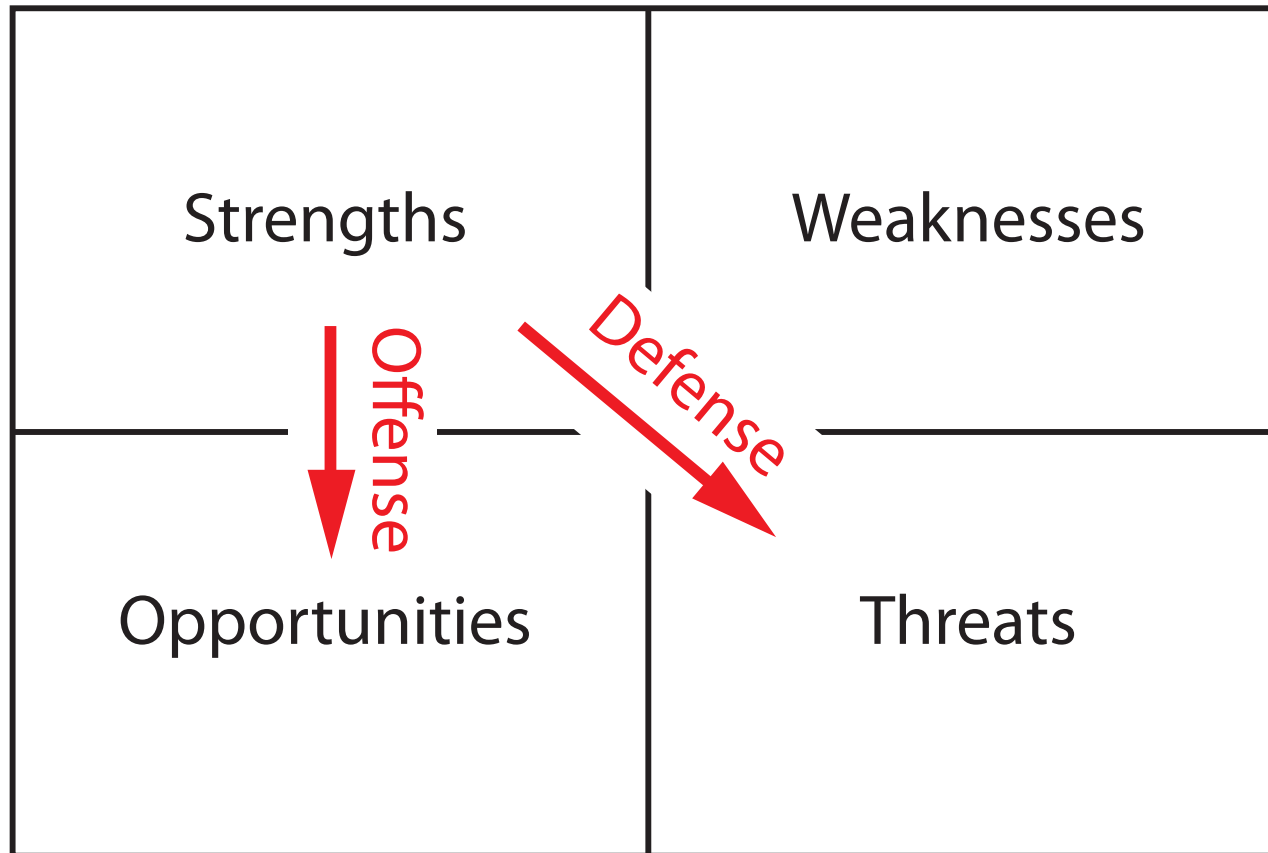 Strengths
Weaknesses
Offense
Defense
Opportunities
Threats